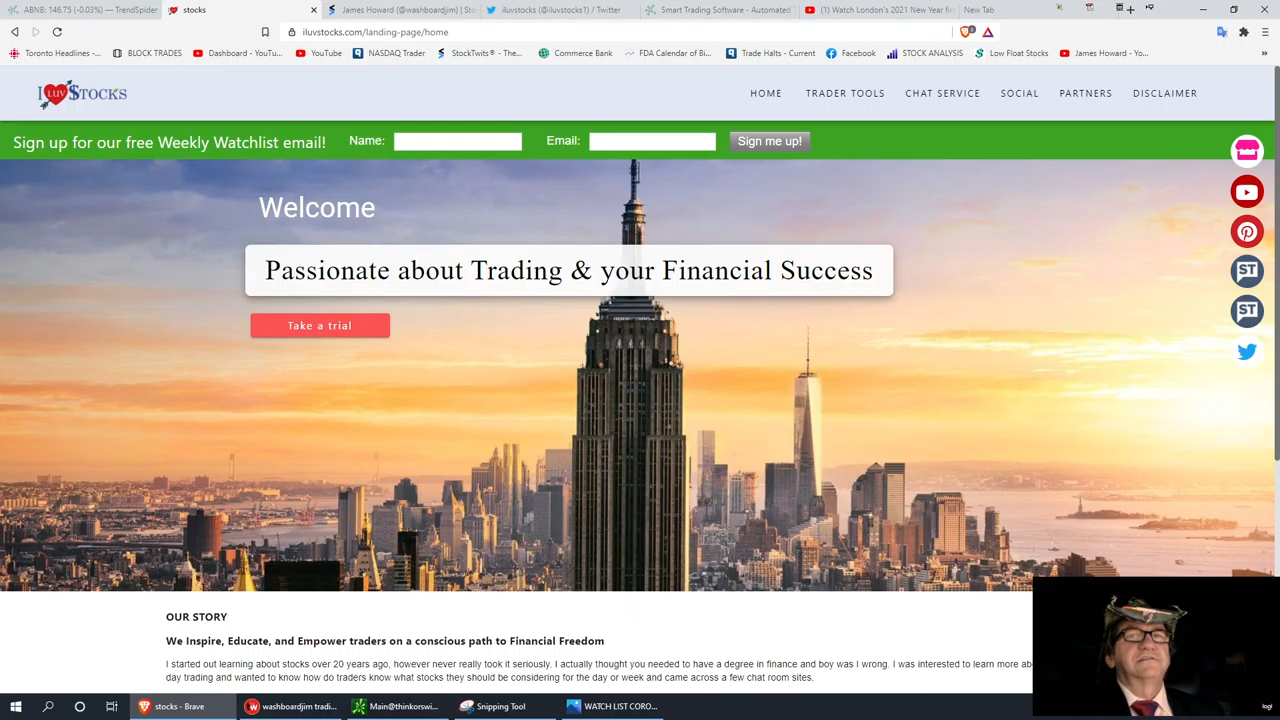 ABNB: 146.75 (-0.03%) — TrendSpider
stocks
James Howard (@washboardjim) | Sto
iluvstocks (@iluvstocks1) / Twitter
Smart Trading Software - Automated T
(1) Watch London's 2021 New Year fire
New Tab
iluvstocks.com/landing-page/home
Toronto Headlines -...
BLOCK TRADES
Dashboard - YouTu...
YouTube
NASDAQ Trader
StockTwits® - The...
Commerce Bank
FDA Calendar of Bi...
Trade Halts - Current
Facebook
STOCK ANALYSIS
Low Float Stocks
James Howard - Yo...
I LUV $TOCKS
HOME
TRADER TOOLS
CHAT SERVICE
SOCIAL
PARTNERS
DISCLAIMER
Sign up for our free Weekly Watchlist email!
Name:
Email:
Sign me up!
Welcome
Passionate about Trading & your Financial Success
Take a trial
ST
ST
OUR STORY
We Inspire, Educate, and Empower traders on a conscious path to Financial Freedom
I started out learning about stocks over 20 years ago, however never really took it seriously. I actually thought you needed to have a degree in finance and boy was I wrong. I was interested to learn more abo
day trading and wanted to know how do traders know what stocks they should be considering for the day or week and came across a few chat room sites.
logi
stocks - Brave
washboardjim tradi...
Main@thinkorswi...
Snipping Tool
WATCH LIST CORO...